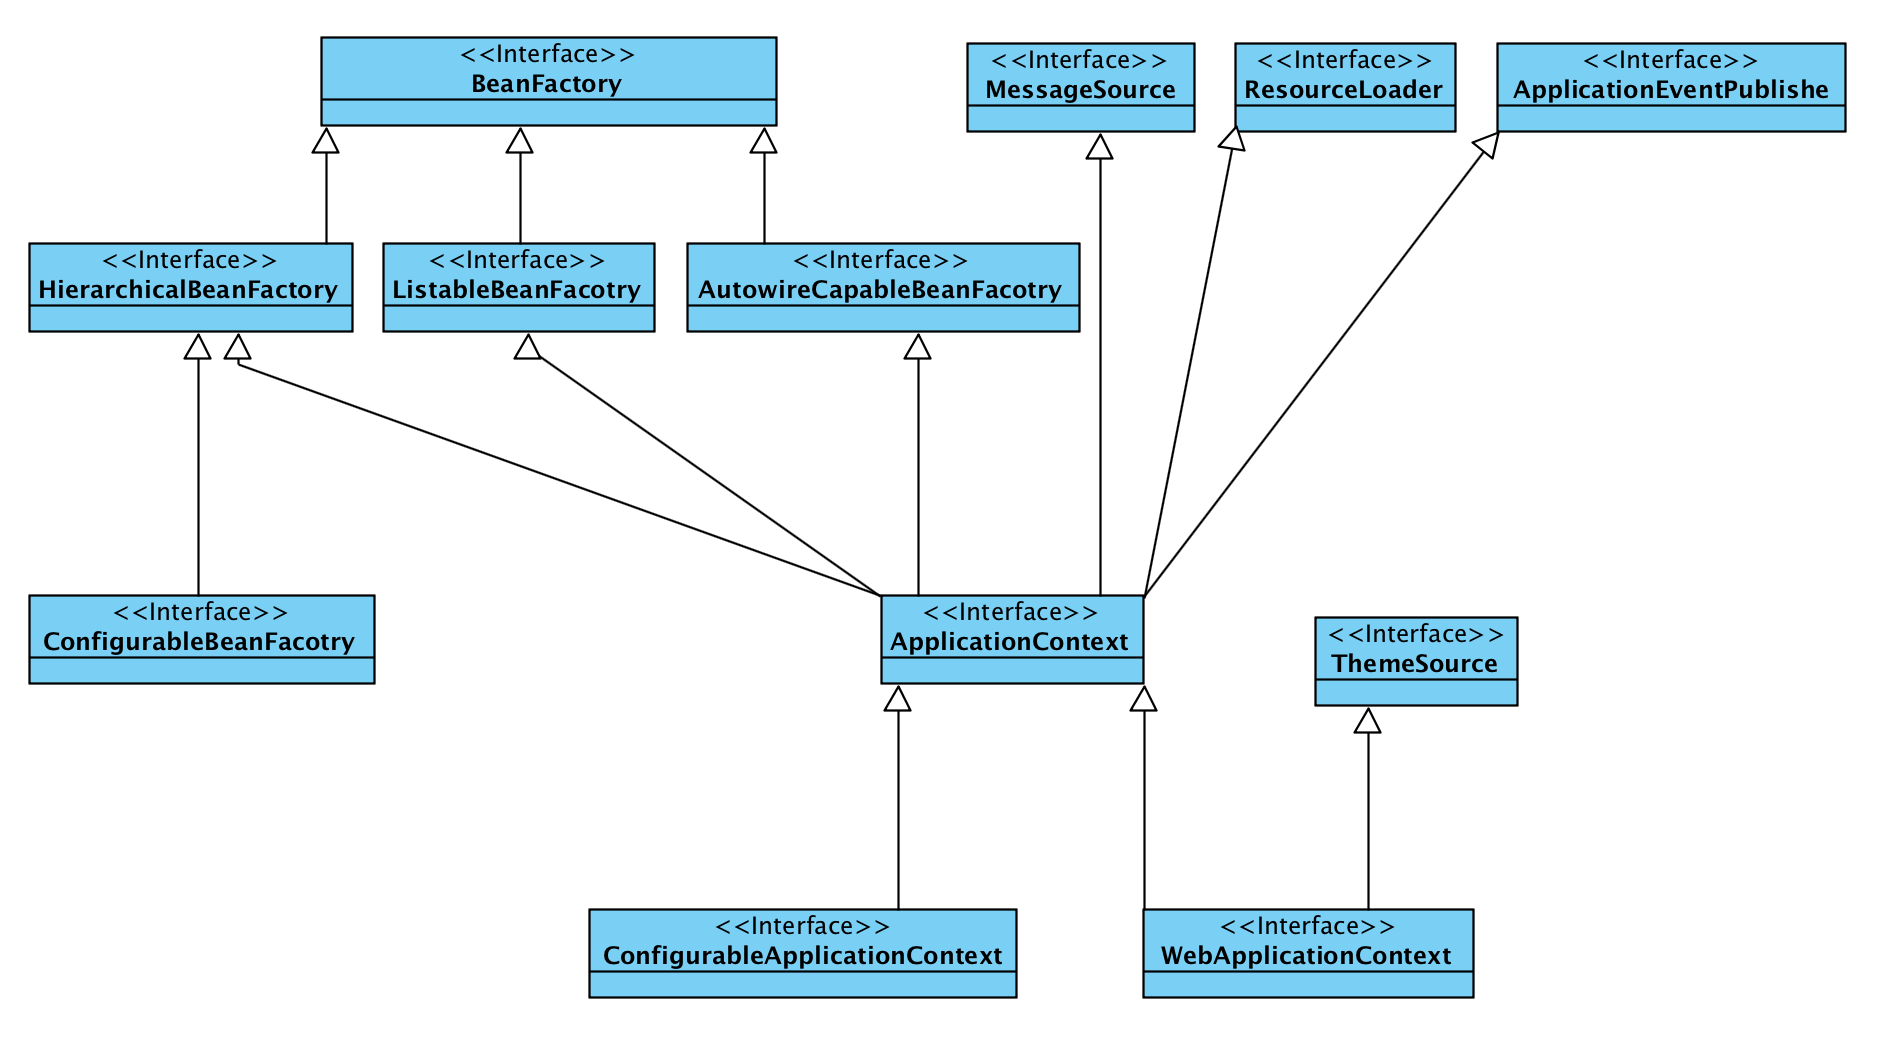 <<Interface>>
BeanFactory
<<Interface>>
MessageSource
<<Interface>>
ResourceLoader
<<Interface>>
ApplicationEventPublishe
<<Interface>>
HierarchicalBeanFactory
<<Interface>>
ListableBeanFacotry
<<Interface>>
AutowireCapableBeanFacotry
<<Interface>>
ConfigurableBeanFacotry
<<Interface>>
ApplicationContext
<<Interface>>
ThemeSource
<<Interface>>
ConfigurableApplicationContext
<<Interface>>
WebApplicationContext